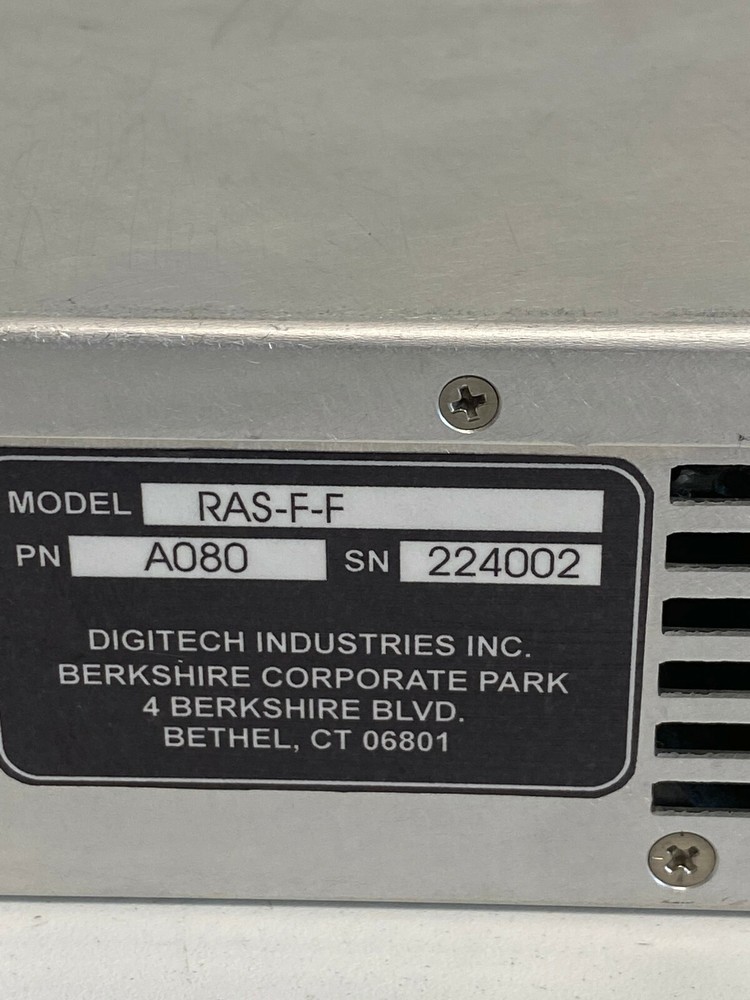 MODEL RAS-F-F
PN A080 SN 224002
DIGITECH INDUSTRIES INC.
BERKSHIRE CORPORATE PARK
4 BERKSHIRE BLVD.
BETHEL, CT 06801